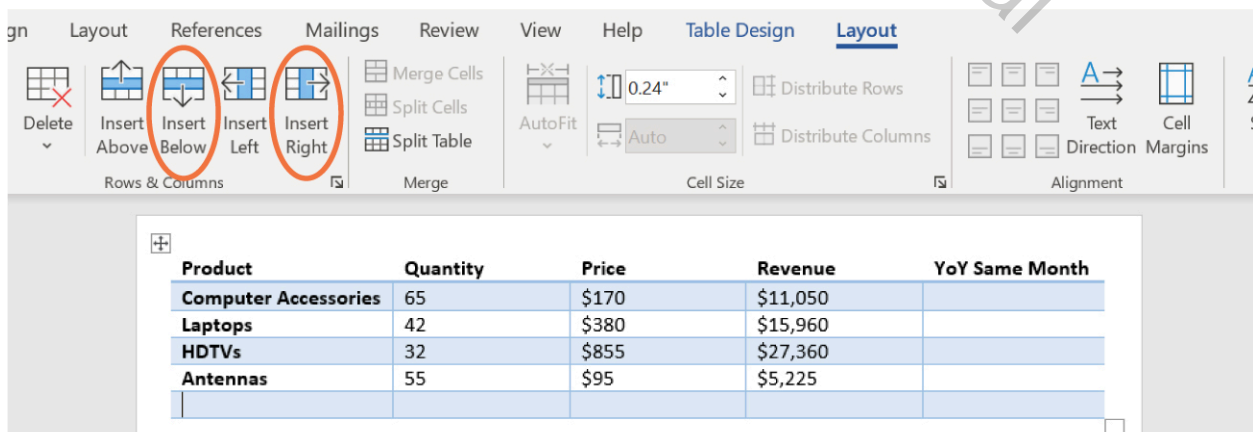 gn Layout References Mailings Review View Help Table Design Layout
Delete
Insert Above
Insert Below
Insert Left
Insert Right
Merge Cells
Split Cells
Split Table
AutoFit
0.24"
Auto
Distribute Rows
Distribute Columns
Text Direction
Cell Margins
Rows & Columns Merge Cell Size Alignment
Product Quantity Price Revenue YoY Same Month
Computer Accessories 65 $170 $11,050
Laptops 42 $380 $15,960
HDTVs 32 $855 $27,360
Antennas 55 $95 $5,225